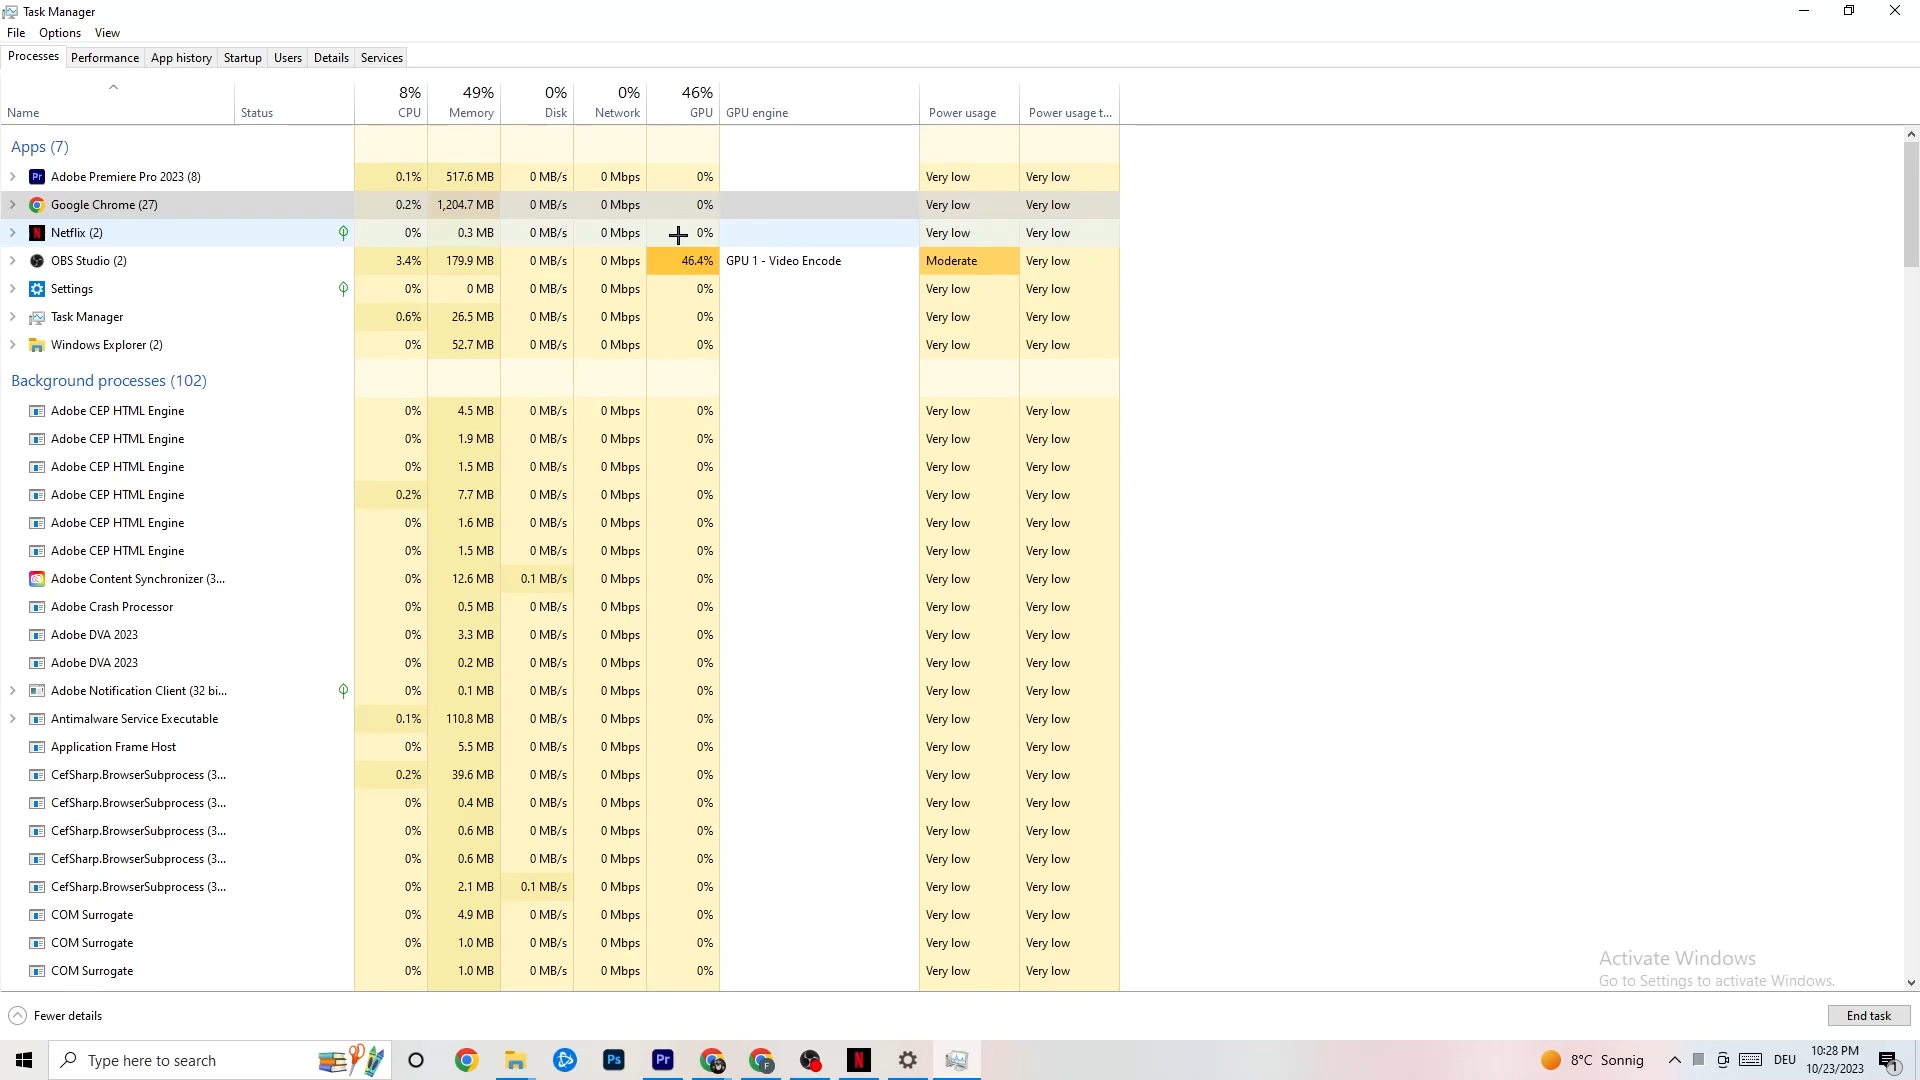 Task Manager
File Options View
Processes Performance App history Startup Users Details Services
8% 49% 0% 0% 46%
Name Status CPU Memory Disk Network GPU GPU engine Power usage Power usage t...
Apps (7)
Adobe Premiere Pro 2023 (8) 0.1% 517.6 MB 0 MB/s 0 Mbps 0% Very low Very low
Google Chrome (27) 0.2% 1,204.7 MB 0 MB/s 0 Mbps 0% Very low Very low
Netflix (2) 0% 0.3 MB 0 MB/s 0 Mbps 0% Very low Very low
OBS Studio (2) 3.4% 179.9 MB 0 MB/s 0 Mbps 46.4% GPU 1 - Video Encode Moderate Very low
Settings 0% 0 MB 0 MB/s 0 Mbps 0% Very low Very low
Task Manager 0.6% 26.5 MB 0 MB/s 0 Mbps 0% Very low Very low
Windows Explorer (2) 0% 52.7 MB 0 MB/s 0 Mbps 0% Very low Very low
Background processes (102)
Adobe CEP HTML Engine 0% 4.5 MB 0 MB/s 0 Mbps 0% Very low Very low
Adobe CEP HTML Engine 0% 1.9 MB 0 MB/s 0 Mbps 0% Very low Very low
Adobe CEP HTML Engine 0% 1.5 MB 0 MB/s 0 Mbps 0% Very low Very low
Adobe CEP HTML Engine 0.2% 7.7 MB 0 MB/s 0 Mbps 0% Very low Very low
Adobe CEP HTML Engine 0% 1.6 MB 0 MB/s 0 Mbps 0% Very low Very low
Adobe CEP HTML Engine 0% 1.5 MB 0 MB/s 0 Mbps 0% Very low Very low
Adobe Content Synchronizer (3... 0% 12.6 MB 0.1 MB/s 0 Mbps 0% Very low Very low
Adobe Crash Processor 0% 0.5 MB 0 MB/s 0 Mbps 0% Very low Very low
Adobe DVA 2023 0% 3.3 MB 0 MB/s 0 Mbps 0% Very low Very low
Adobe DVA 2023 0% 0.2 MB 0 MB/s 0 Mbps 0% Very low Very low
Adobe Notification Client (32 bi... 0% 0.1 MB 0 MB/s 0 Mbps 0% Very low Very low
Antimalware Service Executable 0.1% 110.8 MB 0 MB/s 0 Mbps 0% Very low Very low
Application Frame Host 0% 5.5 MB 0 MB/s 0 Mbps 0% Very low Very low
CefSharp.BrowserSubprocess (3... 0.2% 39.6 MB 0 MB/s 0 Mbps 0% Very low Very low
CefSharp.BrowserSubprocess (3... 0% 0.4 MB 0 MB/s 0 Mbps 0% Very low Very low
CefSharp.BrowserSubprocess (3... 0% 0.6 MB 0 MB/s 0 Mbps 0% Very low Very low
CefSharp.BrowserSubprocess (3... 0% 0.6 MB 0 MB/s 0 Mbps 0% Very low Very low
CefSharp.BrowserSubprocess (3... 0% 2.1 MB 0.1 MB/s 0 Mbps 0% Very low Very low
COM Surrogate 0% 4.9 MB 0 MB/s 0 Mbps 0% Very low Very low
COM Surrogate 0% 1.0 MB 0 MB/s 0 Mbps 0% Very low Very low
COM Surrogate 0% 1.0 MB 0 MB/s 0 Mbps 0% Very low Very low
Activate Windows
Go to Settings to activate Windows.
Fewer details End task
Type here to search 8°C Sonnig DEU 10:28 PM
10/23/2023